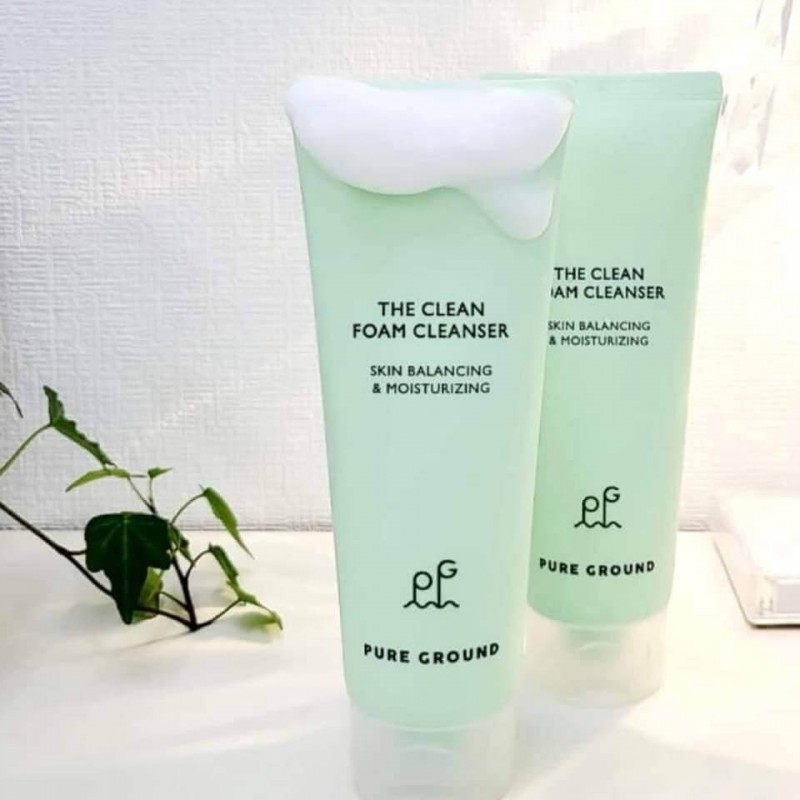 THE CLEAN
FOAM CLEANSER
SKIN BALANCING
& MOISTURIZING
PG
PURE GROUND
THE CLEAN
CLEANSER
SKIN BALANCING
& MOISTURIZING
PG
PURE GROUND